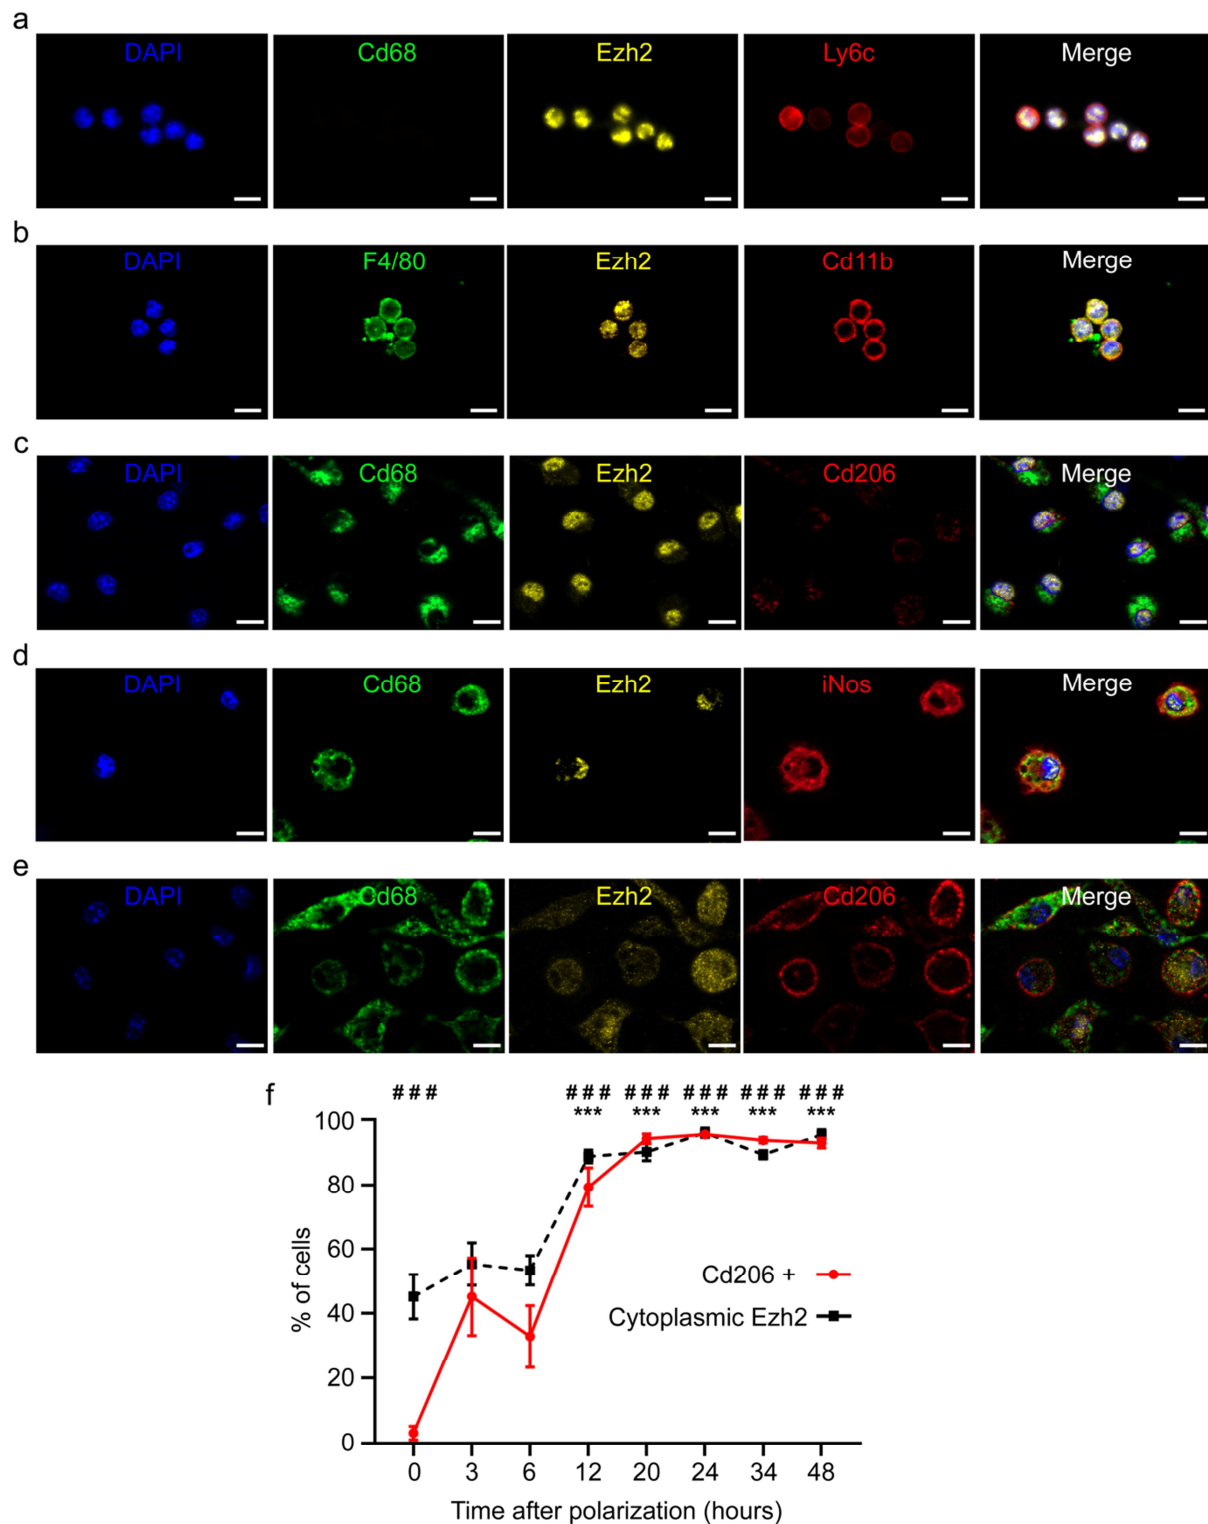 a
DAPI Cd68 Ezh2 Ly6c Merge
b
DAPI F4/80 Ezh2 Cd11b Merge
c
DAPI Cd68 Ezh2 Cd206 Merge
d
DAPI Cd68 Ezh2 iNos Merge
e
DAPI Cd68 Ezh2 Cd206 Merge
f
### ### ### ### ### ###
*** *** *** *** ***
100
80
60
40
20
0
% of cells
Cd206 +
Cytoplasmic Ezh2
0 3 6 12 20 24 34 48
Time after polarization (hours)